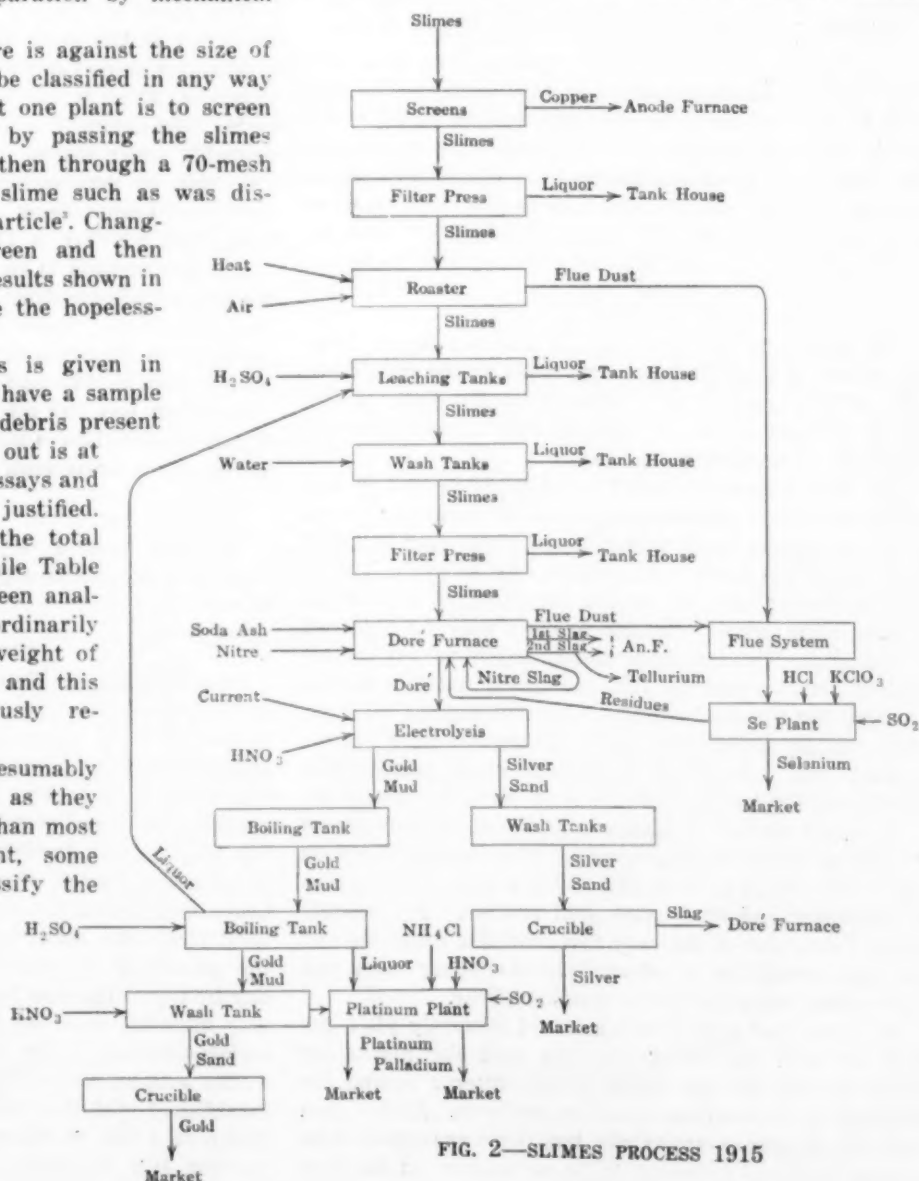 paration by mechanism
re is against the size of
be classified in any way
t one plant is to screen
by passing the slimes
then through a 70-mesh
slime such as was dis-
article³. Chang-
reen and then
esults shown in
e the hopeless-
s is given in
have a sample
debris present
out is at
ssays and
justified.
the total
ile Table
een anal-
rdinarily
weight of
and this
usly re-
esumably
as they
han most
nt, some
ssify the
Slimes
Screens
Copper
Anode Furnace
Slimes
Filter Press
Liquor
Tank House
Slimes
Heat
Air
Roaster
Flue Dust
Slimes
H₂SO₄
Leaching Tanks
Liquor
Tank House
Slimes
Water
Wash Tanks
Liquor
Tank House
Slimes
Filter Press
Liquor
Tank House
Slimes
Soda Ash
Nitre
Doré Furnace
Flue Dust
1st Slag
2nd Slag
An.F.
Tellurium
Nitre Slag
Residues
Flue System
HCl KClO₃
Se Plant
SO₂
Selenium
Market
Doré
Current
HNO₃
Electrolysis
Gold
Mud
Silver
Sand
Boiling Tank
Wash Tanks
Gold
Mud
Silver
Sand
Liquor
H₂SO₄
Boiling Tank
Crucible
Slag
Doré Furnace
Gold
Mud
Liquor
NH₄Cl
HNO₃
Silver
Market
HNO₃
Wash Tank
Platinum Plant
SO₂
Gold
Sand
Platinum
Palladium
Market
Market
Crucible
Gold
Market
FIG. 2—SLIMES PROCESS 1915